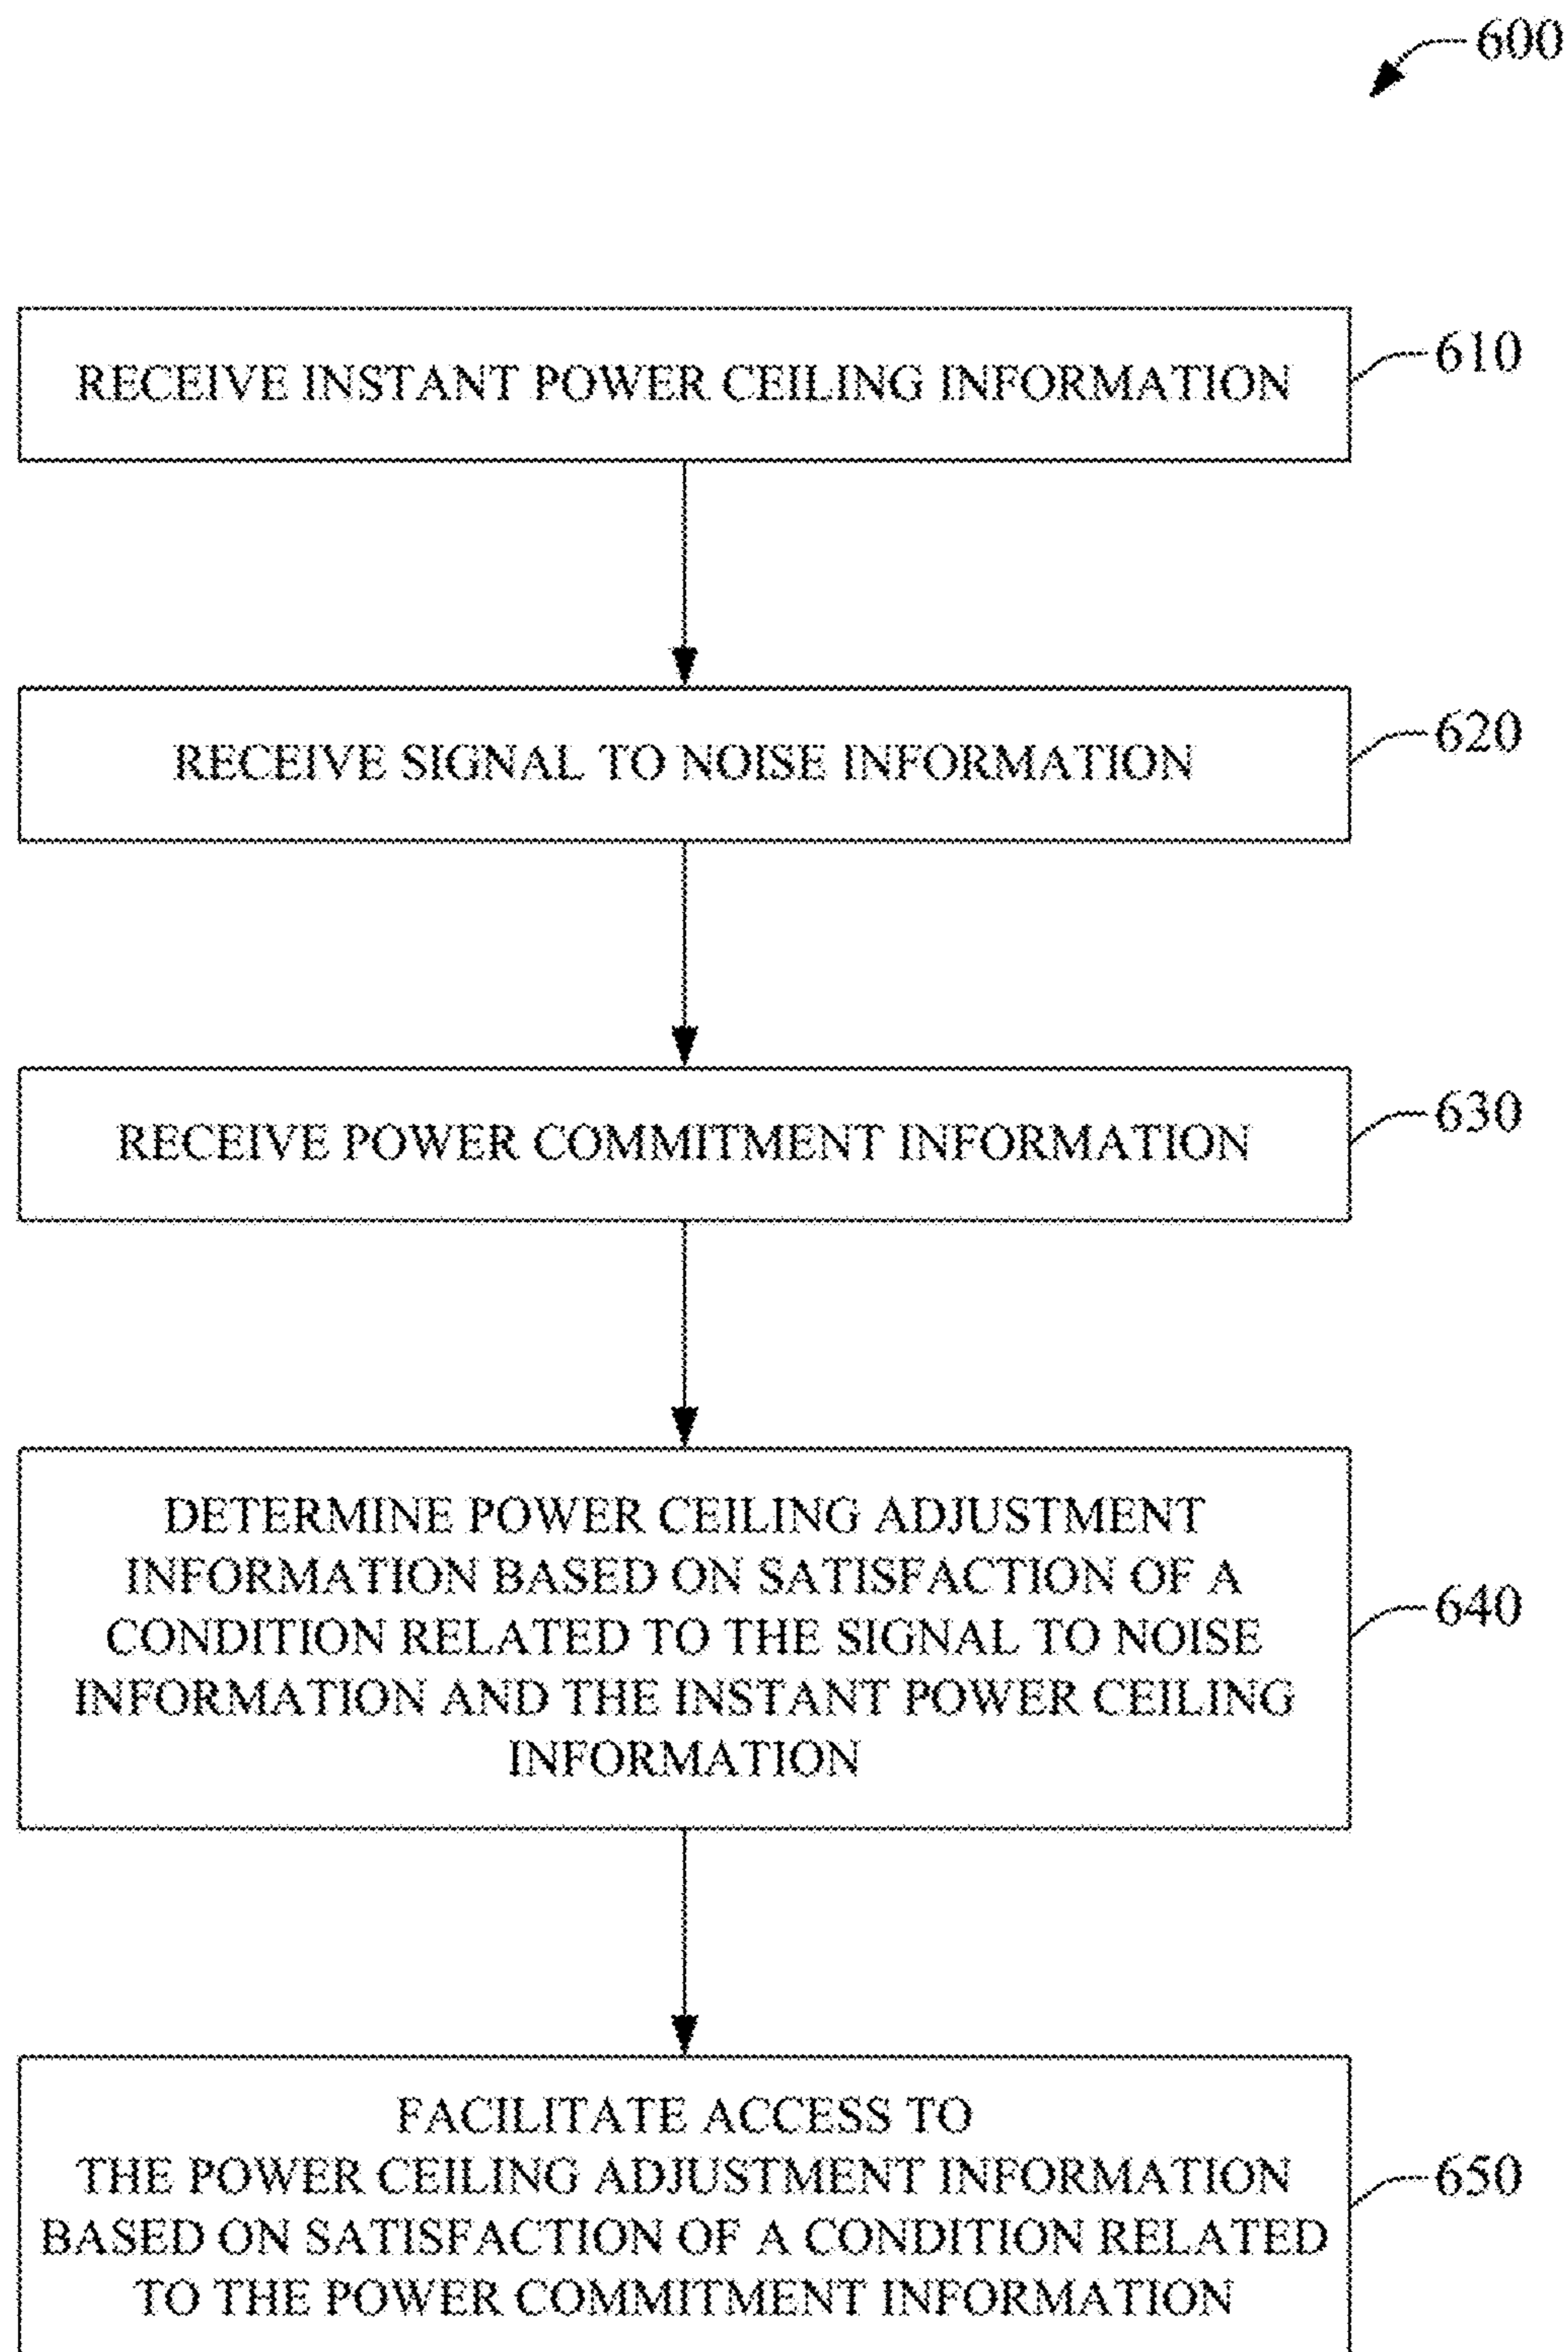 600
RECEIVE INSTANT POWER CEILING INFORMATION
610
RECEIVE SIGNAL TO NOISE INFORMATION
620
RECEIVE POWER COMMITMENT INFORMATION
630
DETERMINE POWER CEILING ADJUSTMENT
INFORMATION BASED ON SATISFACTION OF A
CONDITION RELATED TO THE SIGNAL TO NOISE
INFORMATION AND THE INSTANT POWER CEILING
INFORMATION
640
FACILITATE ACCESS TO
THE POWER CEILING ADJUSTMENT INFORMATION
BASED ON SATISFACTION OF A CONDITION RELATED
TO THE POWER COMMITMENT INFORMATION
650